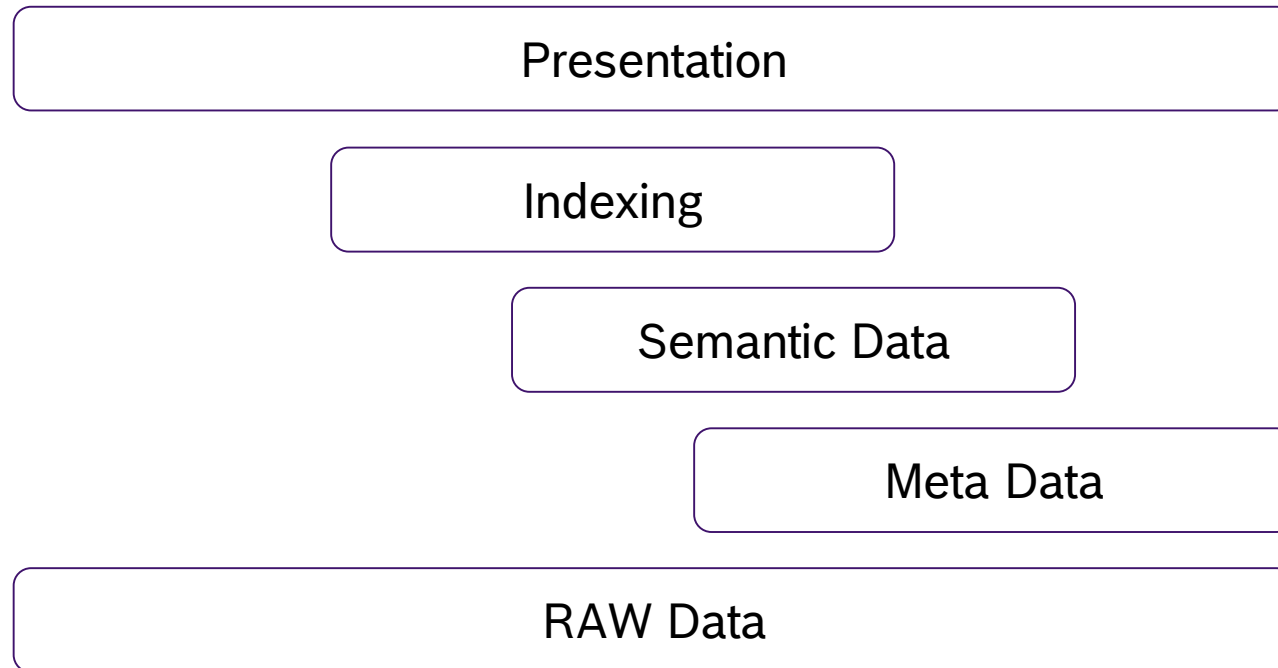 Presentation
Indexing
Semantic Data
Meta Data
RAW Data